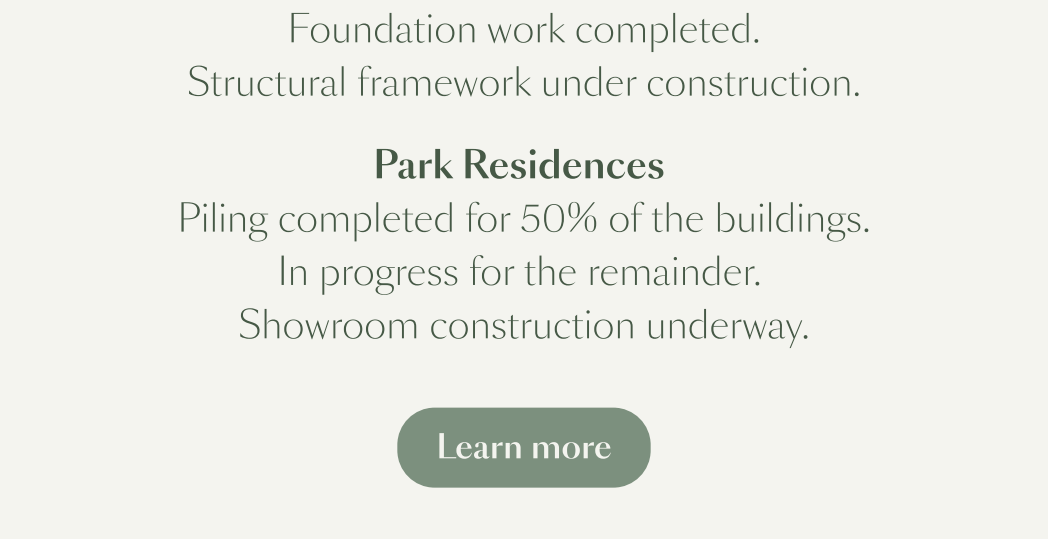 Foundation work completed.
Structural framework under construction.
Park Residences
Piling completed for 50% of the buildings.
In progress for the remainder.
Showroom construction underway.
Learn more